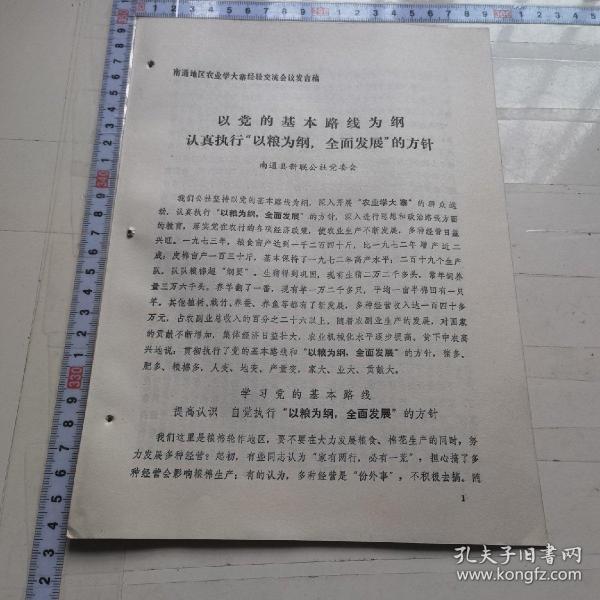 南通地区农业学大寨经验交流会议发言稿
以党的基本路线为纲
认真执行“以粮为纲，全面发展”的方针
南通县新联公社党委会
我们公社坚持以党的基本路线为纲，深入开展“农业学大寨”的群众运
动，认真执行“以粮为纲，全面发展”的方针，深入进行思想和政治路线方面
的教育，落实党在农村的各项经济政策，使农业生产不断发展，多种经营日益
兴旺。一九七三年，粮食亩产达到一千二百四十斤，比一九七二年增产近二
成；皮棉亩产一百三十斤，基本保持了一九七二年高产水平；二百十九个生产
队，队队粮棉超“纲要”。生猪得到巩固，现有生猪二万二千多头，常年饲养
量三万六千头。养羊翻了一番，现有羊一万二千多只，平均一亩半棉田有一只
羊。其他植树、栽竹、养蚕、养鱼等都有了新发展，多种经营收入达一百四十多
万元，占农副业总收入的百分之二十六以上，随着农副业生产的发展，对国家
的贡献不断增加，集体经济日益壮大，农业机械化水平逐步提高。贫下中农高
兴地说：贯彻执行了党的基本路线和“以粮为纲，全面发展”的方针，猪多、
肥多、粮棉多，人变、地变、产量变，家大、业大、贡献大。
学习党的基本路线
提高认识 自觉执行“以粮为纲，全面发展”的方针
我们这里是粮棉轮作地区，要不要在大力发展粮食、棉花生产的同时，努
力发展多种经营？起初，有些同志认为“家有两行，必有一荒”，担心搞了多
种经营会影响粮棉生产；有的认为，多种经营是“份外事”，不积极去搞。随
1
孔夫子旧书网
www.kongfz.com